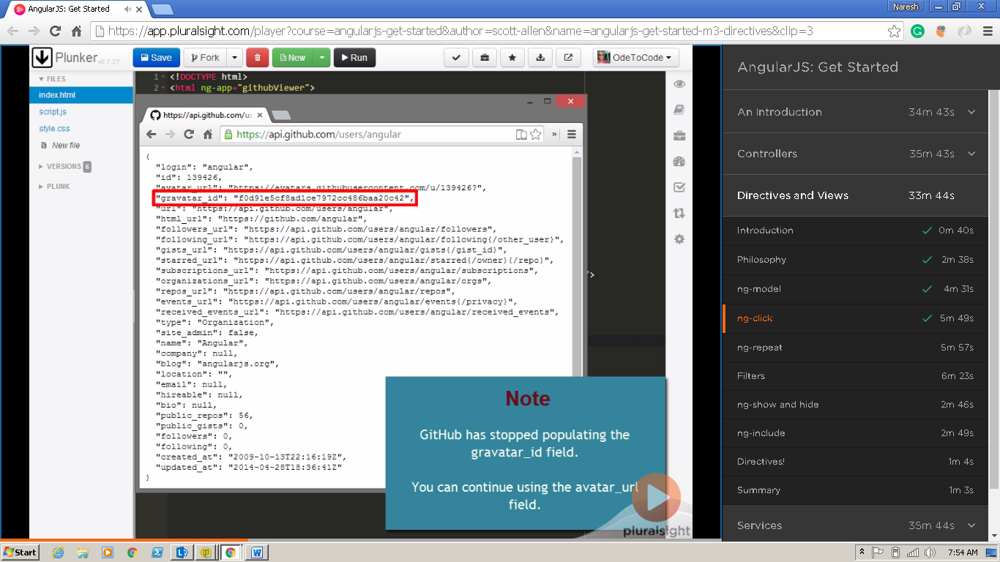 AngularJS: Get Started
Naresh
https://app.pluralsight.com/player?course=angularjs-get-started&author=scott-allen&name=angularjs-get-started-m3-directives&clip=3
Plunker v0.7.27
Save
Fork
New
Run
OdeToCode
FILES
index.html
script.js
style.css
New file
VERSIONS 6
PLUNK
1 <!DOCTYPE html>
2 <html ng-app="githubViewer">
https://api.github.com/us
https://api.github.com/users/angular
{
"login": "angular",
"id": 139426,
"avatar_url": "https://avatars.githubusercontent.com/u/139426?",
"gravatar_id": "f0d91e5cf8ad1ce7972cc486baa20c42",
"url": "https://api.github.com/users/angular",
"html_url": "https://github.com/angular",
"followers_url": "https://api.github.com/users/angular/followers",
"following_url": "https://api.github.com/users/angular/following{/other_user}",
"gists_url": "https://api.github.com/users/angular/gists{/gist_id}",
"starred_url": "https://api.github.com/users/angular/starred{/owner}{/repo}",
"subscriptions_url": "https://api.github.com/users/angular/subscriptions",
"organizations_url": "https://api.github.com/users/angular/orgs",
"repos_url": "https://api.github.com/users/angular/repos",
"events_url": "https://api.github.com/users/angular/events{/privacy}",
"received_events_url": "https://api.github.com/users/angular/received_events",
"type": "Organization",
"site_admin": false,
"name": "Angular",
"company": null,
"blog": "angularjs.org",
"location": "",
"email": null,
"hireable": null,
"bio": null,
"public_repos": 56,
"public_gists": 0,
"followers": 0,
"following": 0,
"created_at": "2009-10-13T22:16:19Z",
"updated_at": "2014-04-28T18:36:41Z"
}
/>
Note
GitHub has stopped populating the
gravatar_id field.
You can continue using the avatar_url
field.
pluralsight
AngularJS: Get Started
An Introduction 34m 43s
Controllers 35m 43s
Directives and Views 33m 44s
Introduction 0m 40s
Philosophy 2m 38s
ng-model 4m 31s
ng-click 5m 49s
ng-repeat 5m 57s
Filters 6m 23s
ng-show and hide 2m 46s
ng-include 2m 49s
Directives! 1m 4s
Summary 1m 3s
Services 35m 44s
Start
7:54 AM